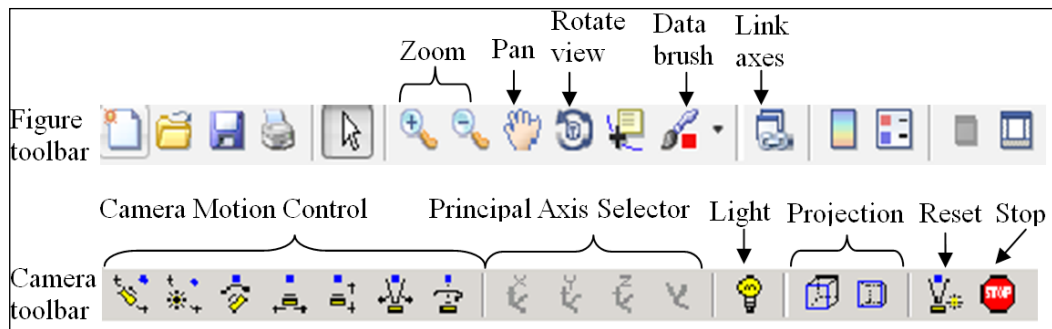 Zoom
Pan
Rotate
view
Data
brush
Link
axes
Figure
toolbar
Camera Motion Control
Principal Axis Selector
Light
Projection
Reset
Stop
Camera
toolbar
X
Y
Z
STOP